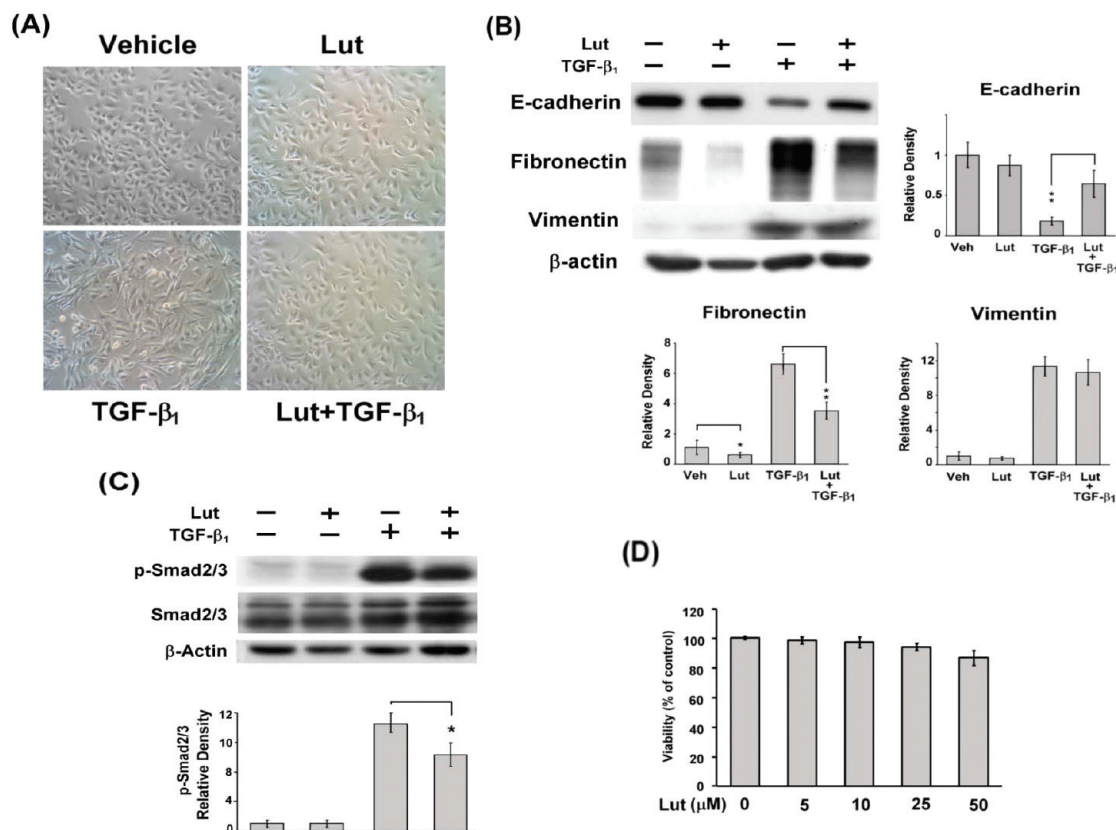 (A)
Vehicle Lut
TGF-β₁ Lut+TGF-β₁
(B)
Lut − + − +
TGF-β₁ − − + +
E-cadherin
Fibronectin
Vimentin
β-actin
E-cadherin
Relative Density
1
0.5
0
**
Veh Lut TGF-β₁ Lut
+
TGF-β₁
Fibronectin
Relative Density
8
6
4
2
0
* **
Veh Lut TGF-β₁ Lut
+
TGF-β₁
Vimentin
Relative Density
12
8
4
0
Veh Lut TGF-β₁ Lut
+
TGF-β₁
(C)
Lut − + − +
TGF-β₁ − − + +
p-Smad2/3
Smad2/3
β-Actin
p-Smad2/3
Relative Density
12
10
12
8
0
*
(D)
Viability (% of control)
120
100
80
60
40
20
0
Lut (μM) 0 5 10 25 50